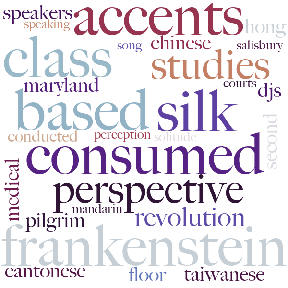 speakers accents hong
speaking song chinese salisbury
class studies
maryland courts djs
based silk
conducted perception solitude second
consumed
medical perspective
mandarin
pilgrim revolution
frankenstein
cantonese floor taiwanese